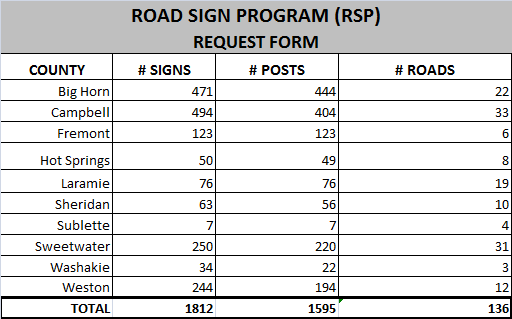 ROAD SIGN PROGRAM (RSP)
REQUEST FORM
COUNTY # SIGNS # POSTS # ROADS
Big Horn 471 444 22
Campbell 494 404 33
Fremont 123 123 6
Hot Springs 50 49 8
Laramie 76 76 19
Sheridan 63 56 10
Sublette 7 7 4
Sweetwater 250 220 31
Washakie 34 22 3
Weston 244 194 12
TOTAL 1812 1595 136